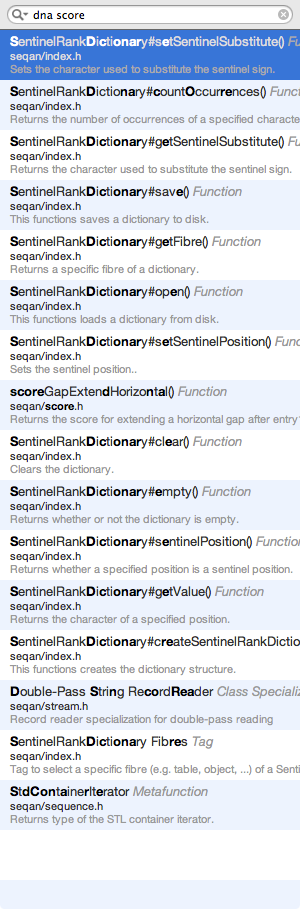 dna score
SentinelRankDictionary#setSentinelSubstitute() Fu
seqan/index.h
Sets the character used to substitute the sentinel sign.
SentinelRankDictionary#countOccurrences() Funct
seqan/index.h
Returns the number of occurrences of a specified characte
SentinelRankDictionary#getSentinelSubstitute() Fu
seqan/index.h
Returns the character used to substitute the sentinel sign.
SentinelRankDictionary#save() Function
seqan/index.h
This functions saves a dictionary to disk.
SentinelRankDictionary#getFibre() Function
seqan/index.h
Returns a specific fibre of a dictionary.
SentinelRankDictionary#open() Function
seqan/index.h
This functions loads a dictionary from disk.
SentinelRankDictionary#setSentinelPosition() Func
seqan/index.h
Sets the sentinel position..
scoreGapExtendHorizontal() Function
seqan/score.h
Returns the score for extending a horizontal gap after entry
SentinelRankDictionary#clear() Function
seqan/index.h
Clears the dictionary.
SentinelRankDictionary#empty() Function
seqan/index.h
Returns whether or not the dictionary is empty.
SentinelRankDictionary#sentinelPosition() Function
seqan/index.h
Returns whether a specified position is a sentinel position.
SentinelRankDictionary#getValue() Function
seqan/index.h
Returns the character of a specified position.
SentinelRankDictionary#createSentinelRankDictio
seqan/index.h
This functions creates the dictionary structure.
Double-Pass String RecordReader Class Specializ
seqan/stream.h
Record reader specialization for double-pass reading
SentinelRankDictionary Fibres Tag
seqan/index.h
Tag to select a specific fibre (e.g. table, object, ...) of a Senti
StdContainerIterator Metafunction
seqan/sequence.h
Returns type of the STL container iterator.